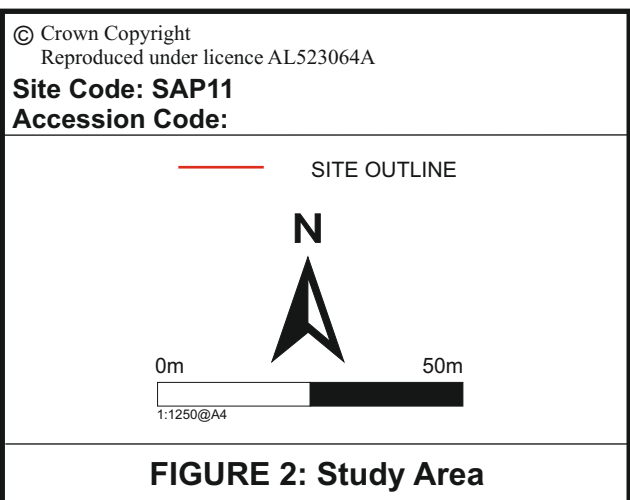 © Crown Copyright
Reproduced under licence AL523064A
Site Code: SAP11
Accession Code:
SITE OUTLINE
N
0m 50m
1:1250@A4
FIGURE 2: Study Area